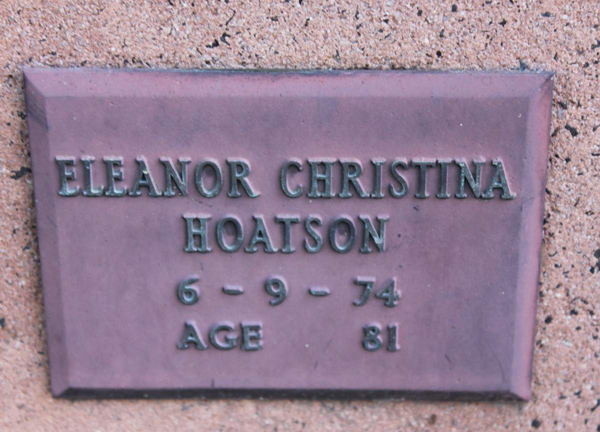 ELEANOR CHRISTINA
HOATSON
6 - 9 - 74
AGE 81